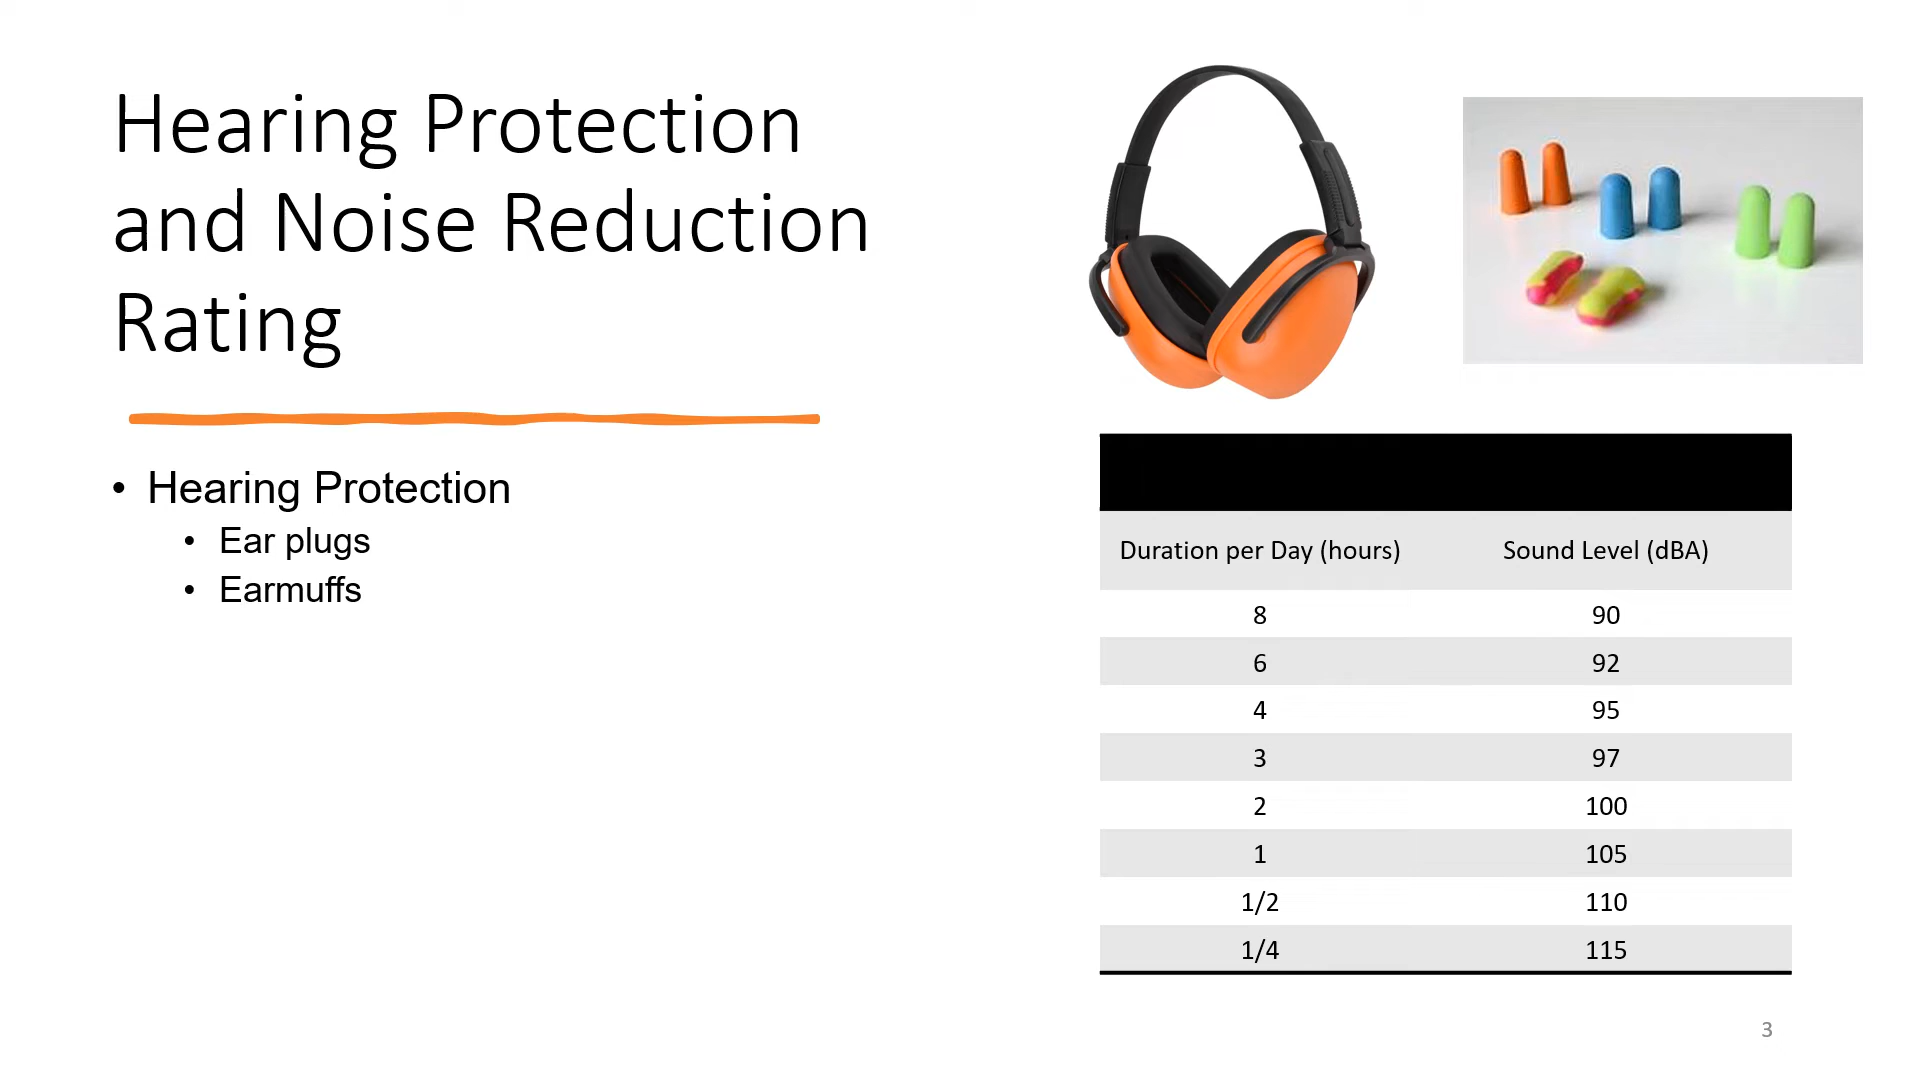 Hearing Protection
and Noise Reduction
Rating
• Hearing Protection
• Ear plugs
• Earmuffs
Duration per Day (hours) Sound Level (dBA)
8 90
6 92
4 95
3 97
2 100
1 105
1/2 110
1/4 115
3